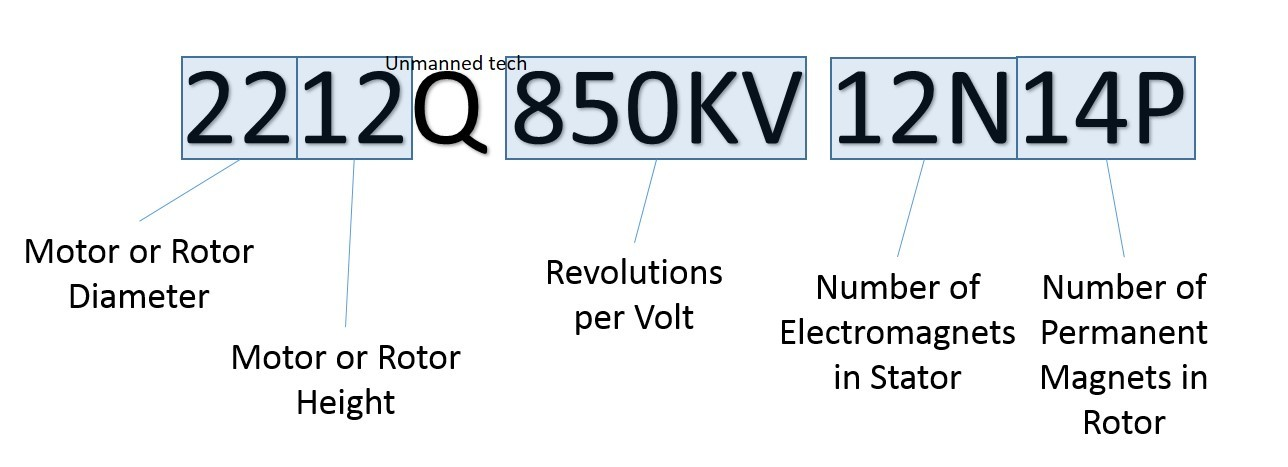 Unmanned tech
2212Q 850KV 12N14P
Motor or Rotor
Diameter
Motor or Rotor
Height
Revolutions
per Volt
Number of
Electromagnets
in Stator
Number of
Permanent
Magnets in
Rotor